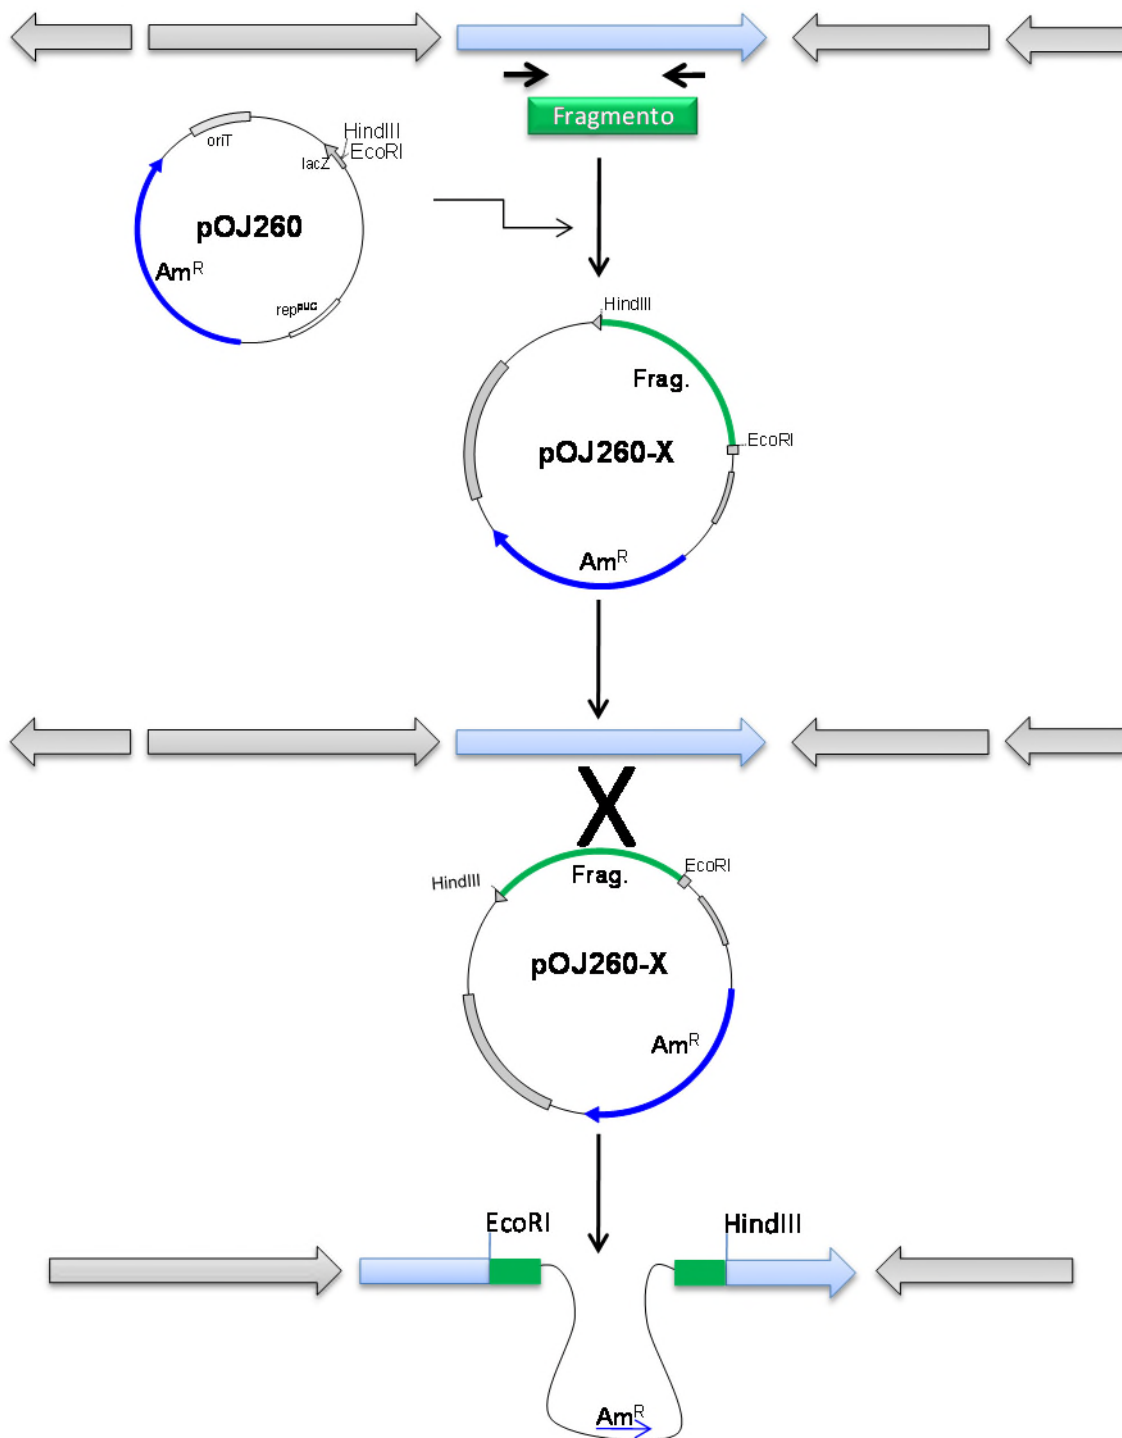 Fragmento
oriT
HindIII
lacZ
EcoRI
pOJ260
AmR
reppUC
HindIII
Frag.
EcoRI
pOJ260-X
AmR
X
Frag.
EcoRI
HindIII
pOJ260-X
AmR
EcoRI
HindIII
AmR